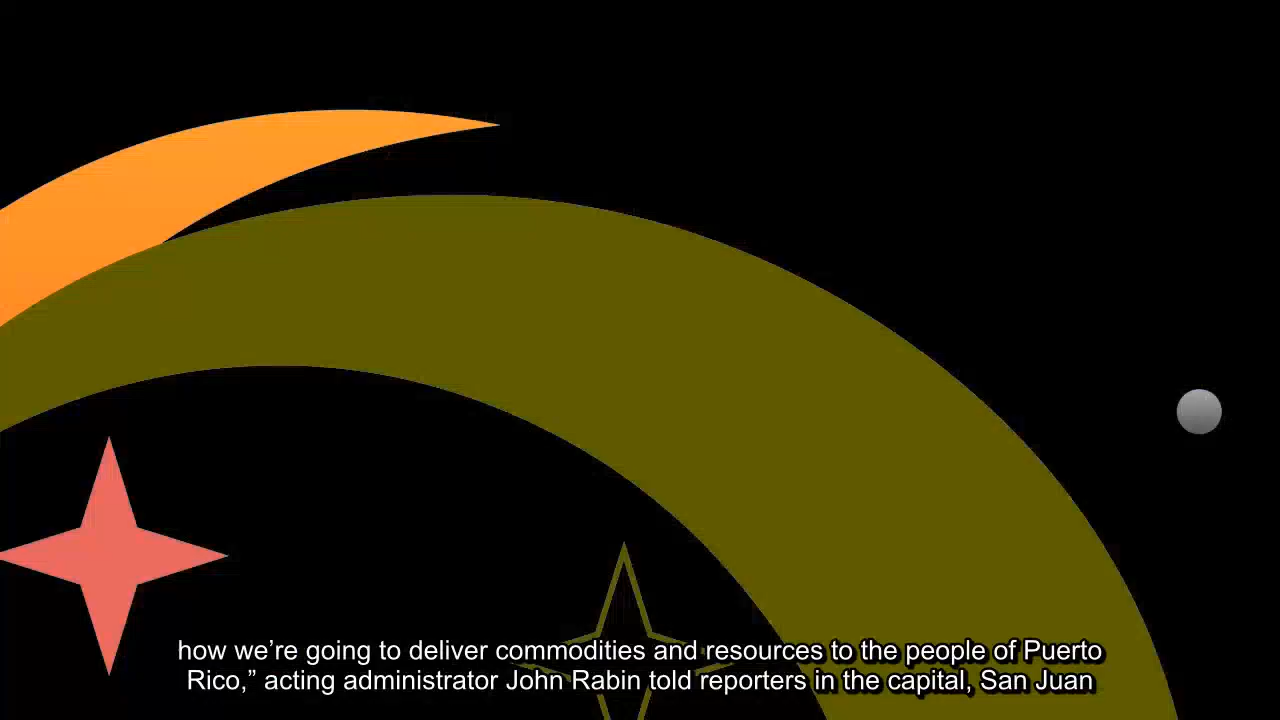 how we’re going to deliver commodities and resources to the people of Puerto
Rico,” acting administrator John Rabin told reporters in the capital, San Juan